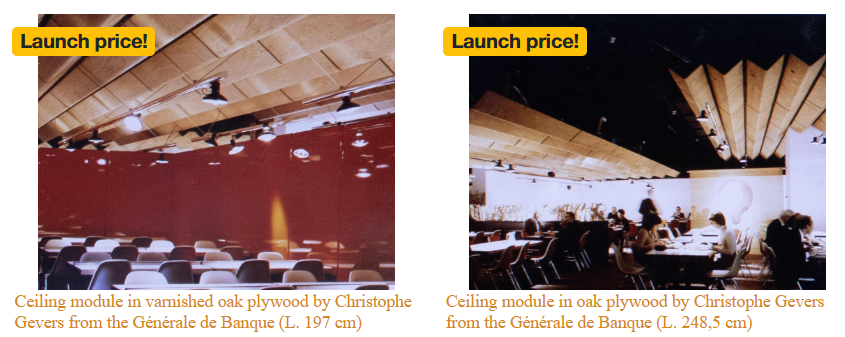 Launch price!
Ceiling module in varnished oak plywood by Christophe
Gevers from the Générale de Banque (L. 197 cm)
Launch price!
Ceiling module in oak plywood by Christophe Gevers
from the Générale de Banque (L. 248,5 cm)